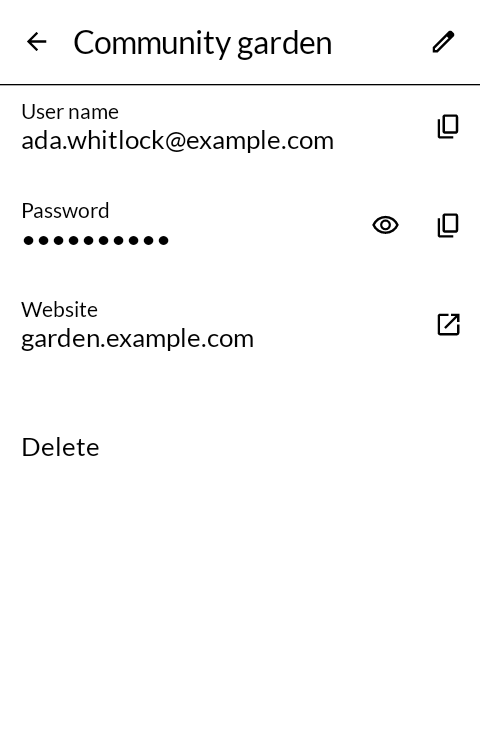 Community garden
User name
ada.whitlock@example.com
Password
••••••••••
Website
garden.example.com
Delete